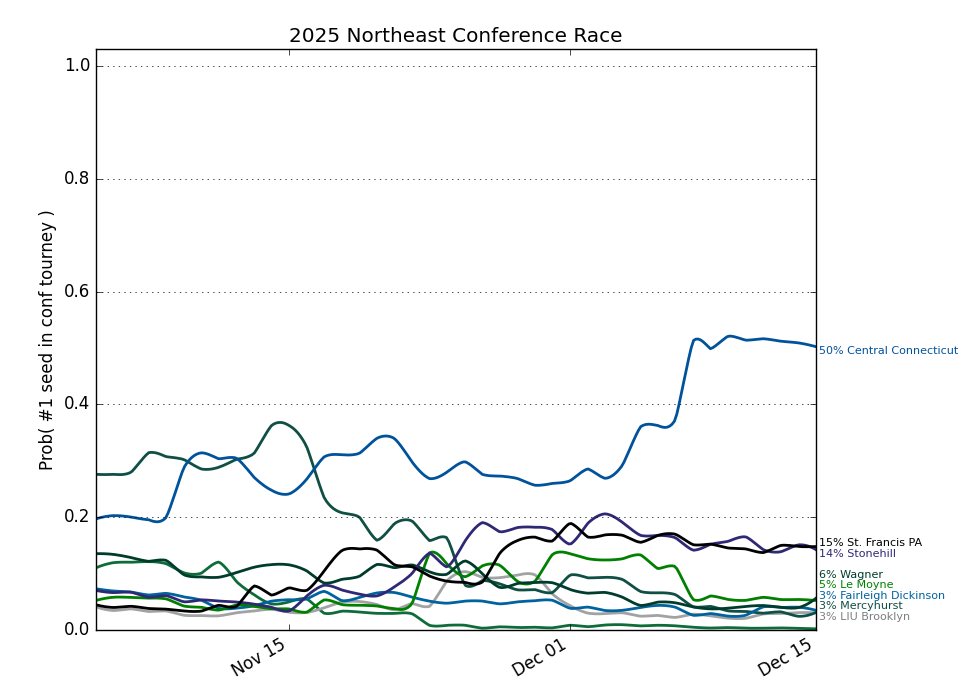 2025 Northeast Conference Race
Prob( #1 seed in conf tourney )
1.0
0.8
0.6
0.4
0.2
0.0
Nov 15
Dec 01
Dec 15
50% Central Connecticut
15% St. Francis PA
14% Stonehill
6% Wagner
5% Le Moyne
3% Fairleigh Dickinson
3% Mercyhurst
3% LIU Brooklyn